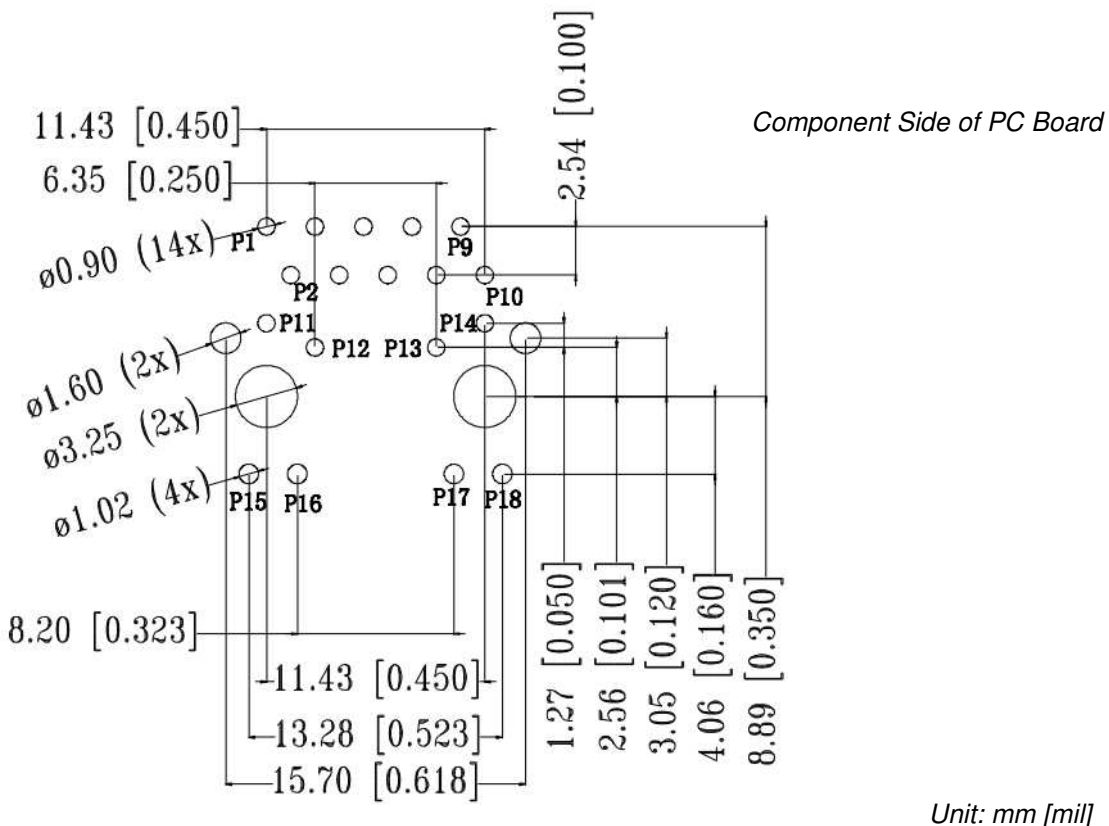 2.54 [0.100]
11.43 [0.450]
Component Side of PC Board
6.35 [0.250]
ø0.90 (14x)
P1
P9
P2
P10
P11
P14
P12
P13
ø1.60 (2x)
ø3.25 (2x)
ø1.02 (4x)
P15
P16
P17
P18
8.20 [0.323]
11.43 [0.450]
13.28 [0.523]
15.70 [0.618]
1.27 [0.050]
2.56 [0.101]
3.05 [0.120]
4.06 [0.160]
8.89 [0.350]
Unit: mm [mil]